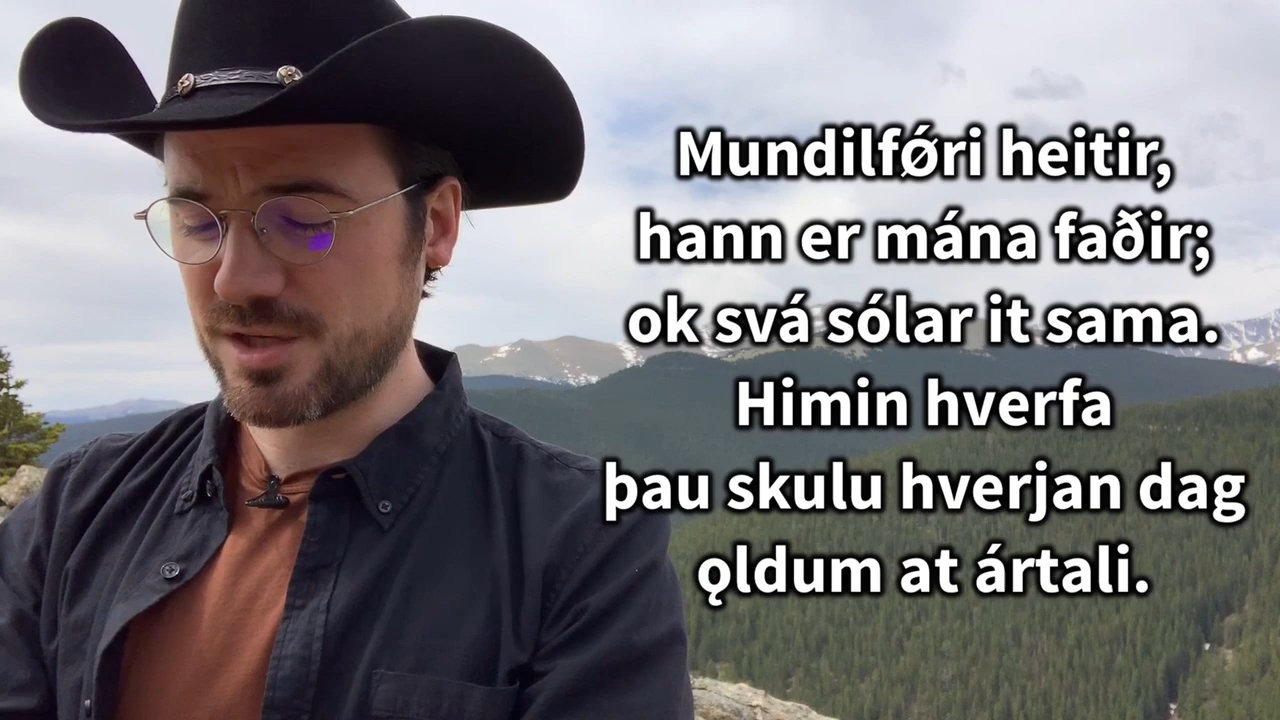 Mundilfǿri heitir,
hann er mána faðir;
ok svá sólar it sama.
Himin hverfa
þau skulu hverjan dag
ǫldum at ártali.